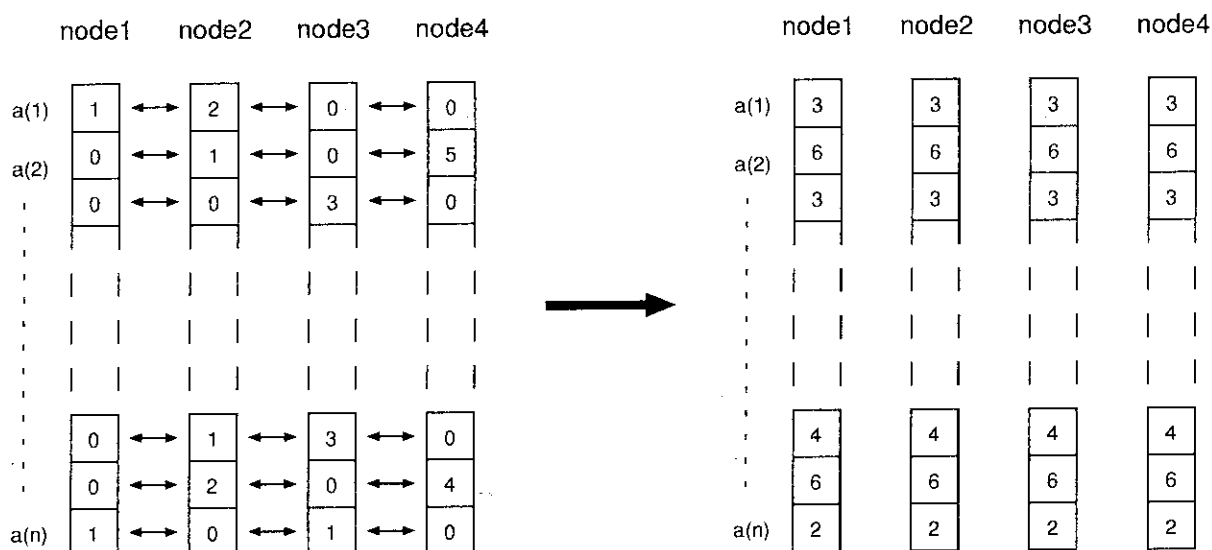 node1 node2 node3 node4 node1 node2 node3 node4
a(1) 1 2 0 0 a(1) 3 3 3 3
0 1 0 5 6 6 6 6
a(2) a(2)
0 0 3 0 3 3 3 3
0 1 3 0 4 4 4 4
0 2 0 4 6 6 6 6
a(n) 1 0 1 0 a(n) 2 2 2 2